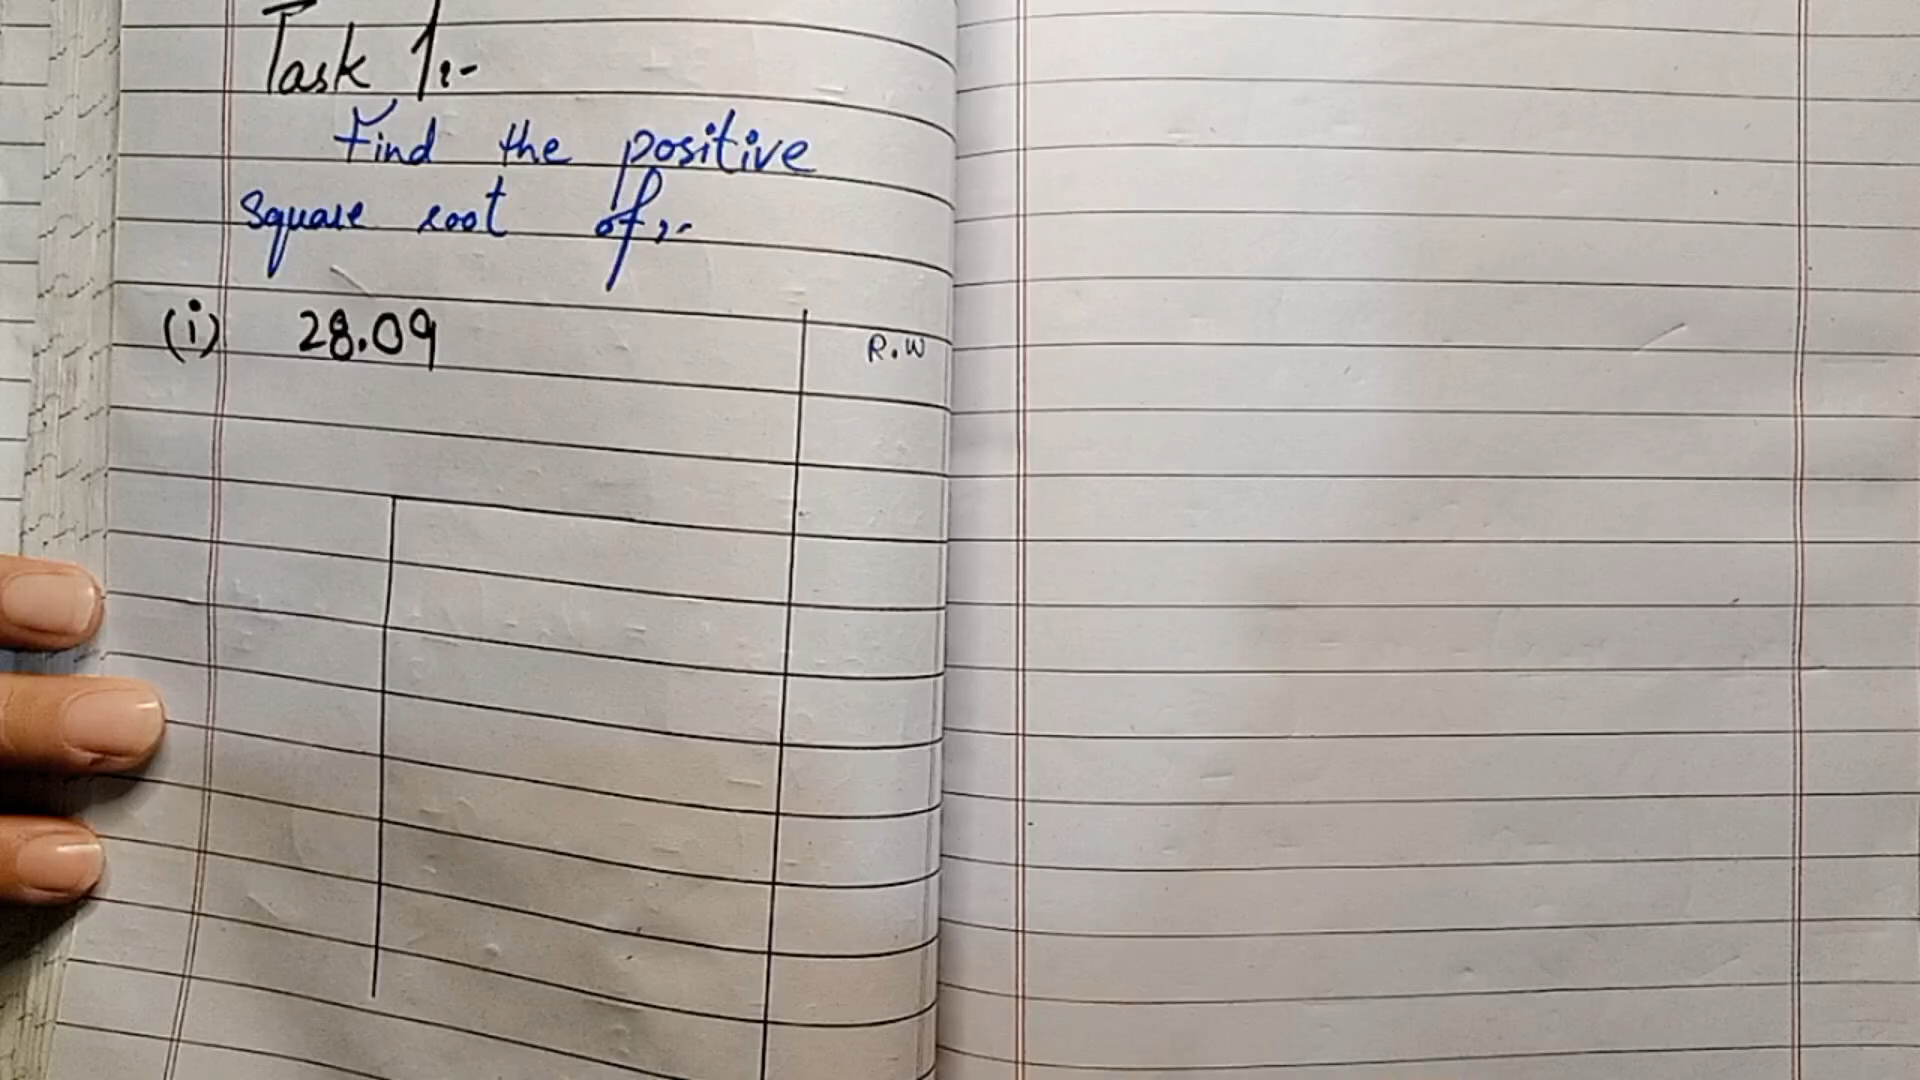 Task 1:-
Find the positive
square root of:-
(i) 28.09
R.W